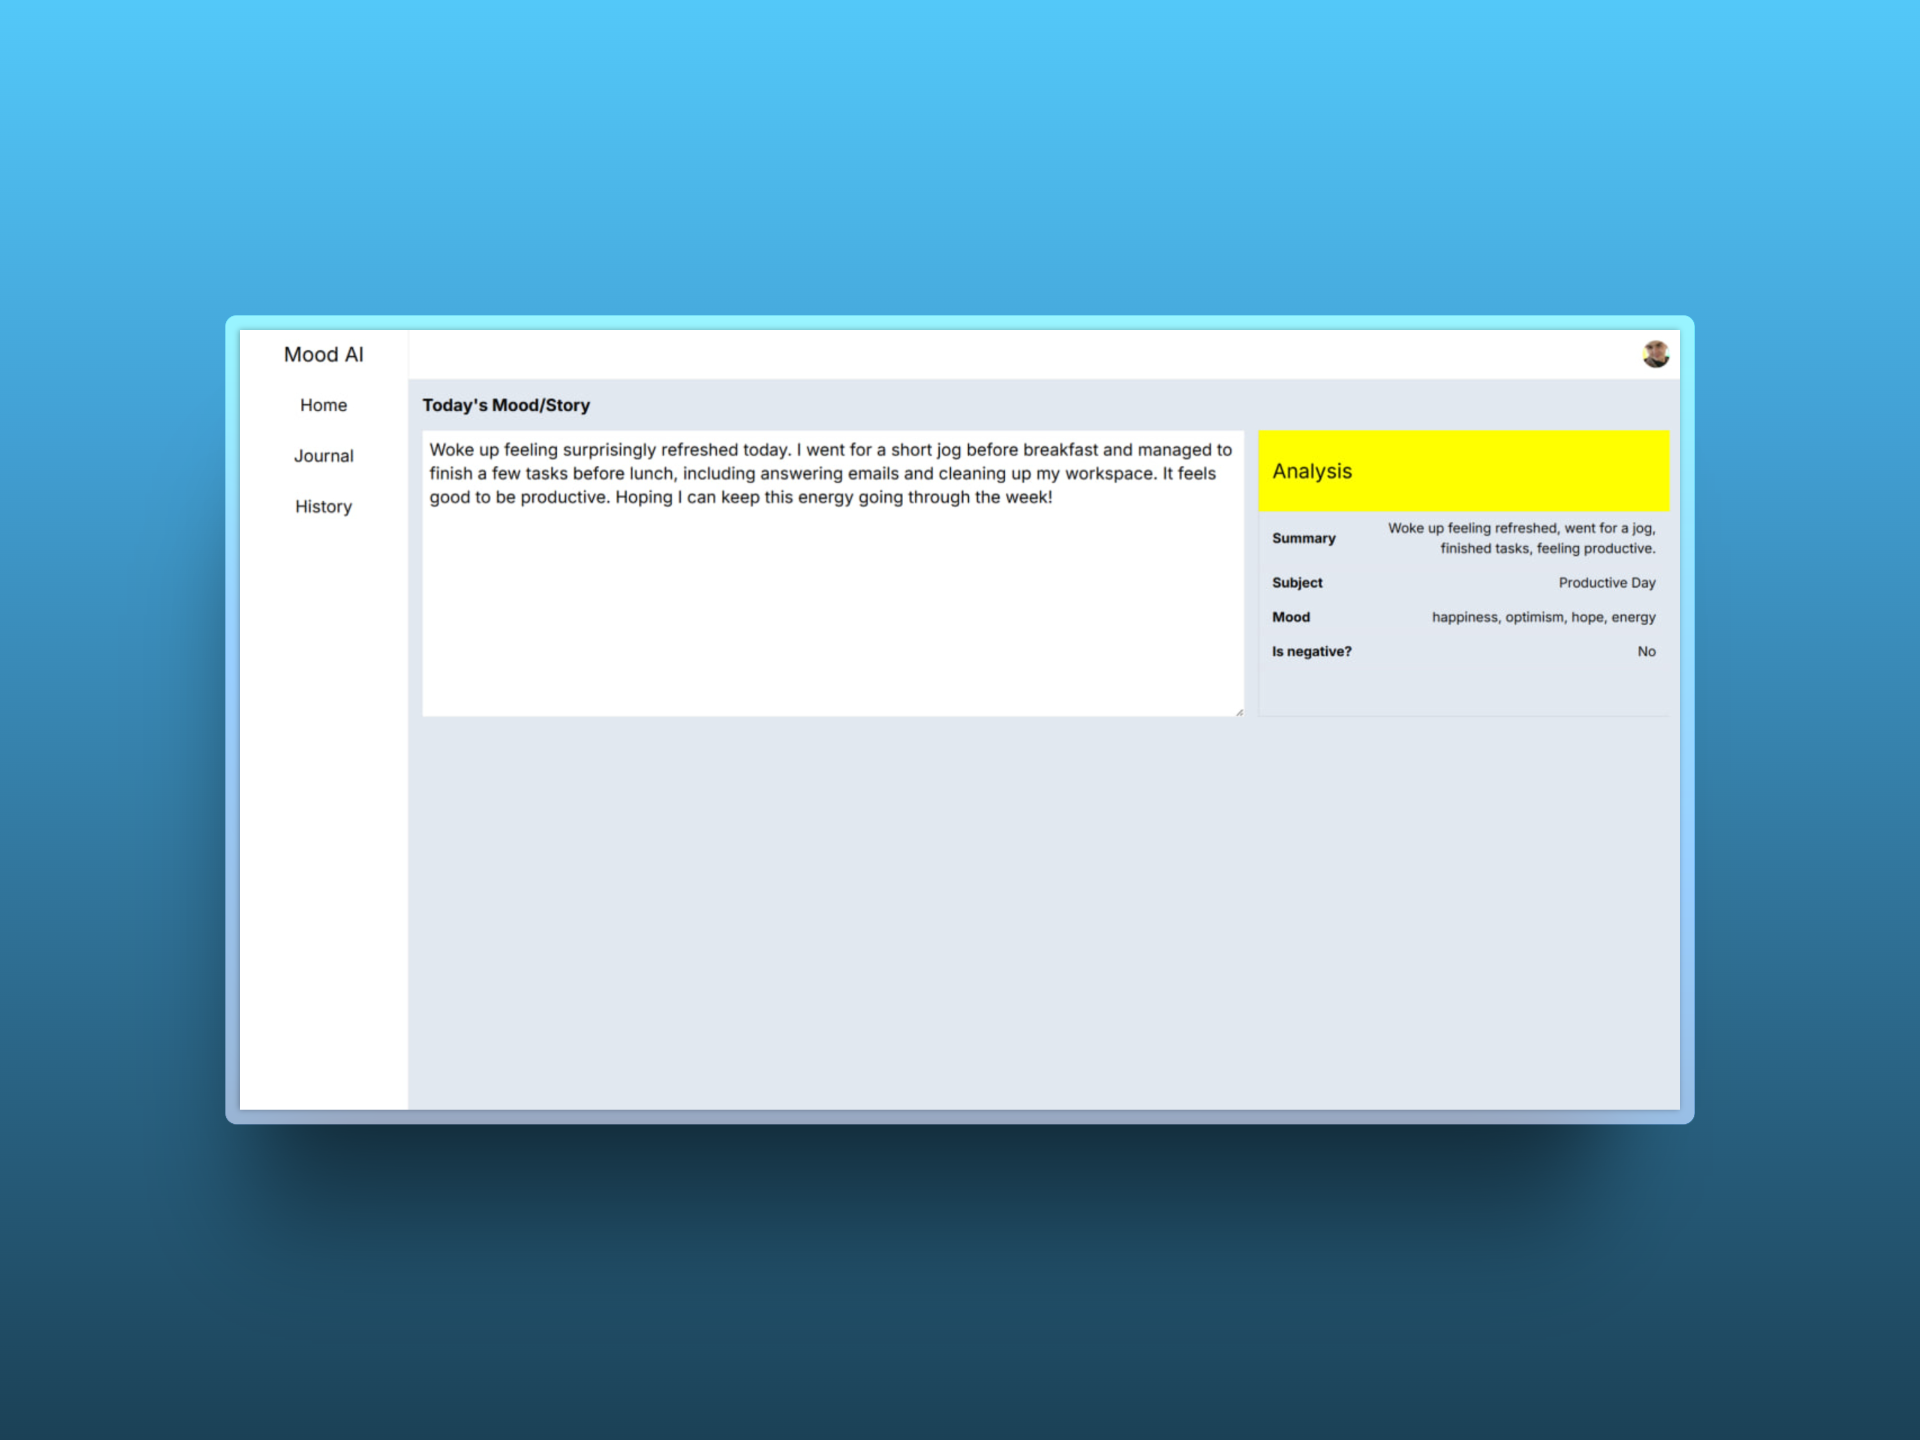 Mood AI
Home
Journal
History
Today's Mood/Story
Woke up feeling surprisingly refreshed today. I went for a short jog before breakfast and managed to
finish a few tasks before lunch, including answering emails and cleaning up my workspace. It feels
good to be productive. Hoping I can keep this energy going through the week!
Analysis
Summary
Woke up feeling refreshed, went for a jog,
finished tasks, feeling productive.
Subject Productive Day
Mood happiness, optimism, hope, energy
Is negative? No